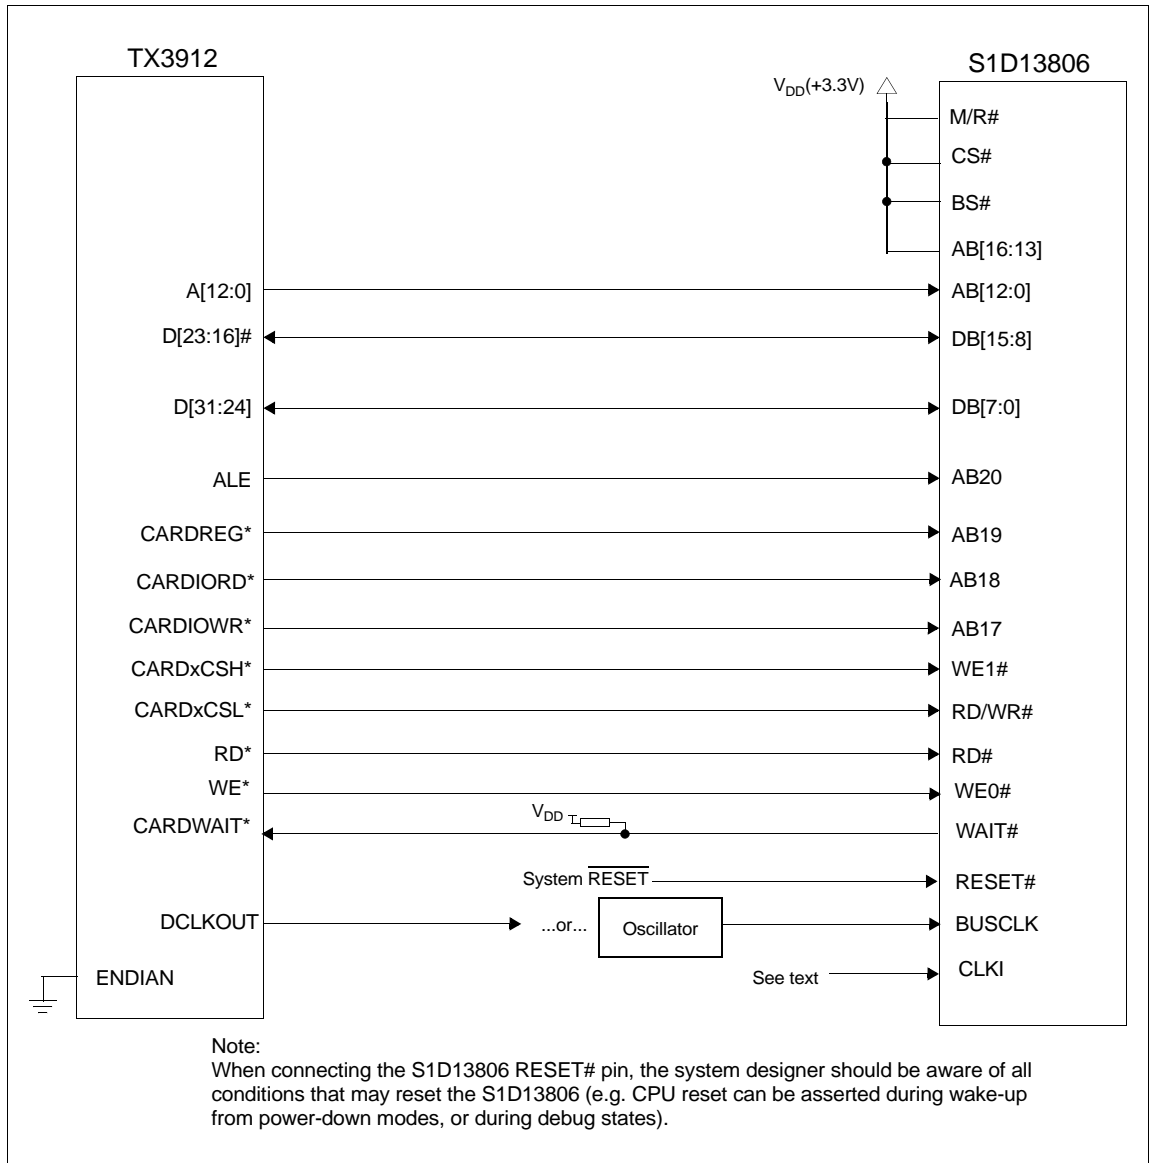 TX3912
S1D13806
VDD(+3.3V)
M/R#
CS#
BS#
AB[16:13]
A[12:0]
AB[12:0]
D[23:16]#
DB[15:8]
D[31:24]
DB[7:0]
ALE
AB20
CARDREG*
AB19
CARDIORD*
AB18
CARDIOWR*
AB17
CARDxCSH*
WE1#
CARDxCSL*
RD/WR#
RD*
RD#
WE*
WE0#
VDD
CARDWAIT*
WAIT#
System RESET
RESET#
DCLKOUT
...or...
Oscillator
BUSCLK
ENDIAN
See text
CLKI
Note:
When connecting the S1D13806 RESET# pin, the system designer should be aware of all
conditions that may reset the S1D13806 (e.g. CPU reset can be asserted during wake-up
from power-down modes, or during debug states).